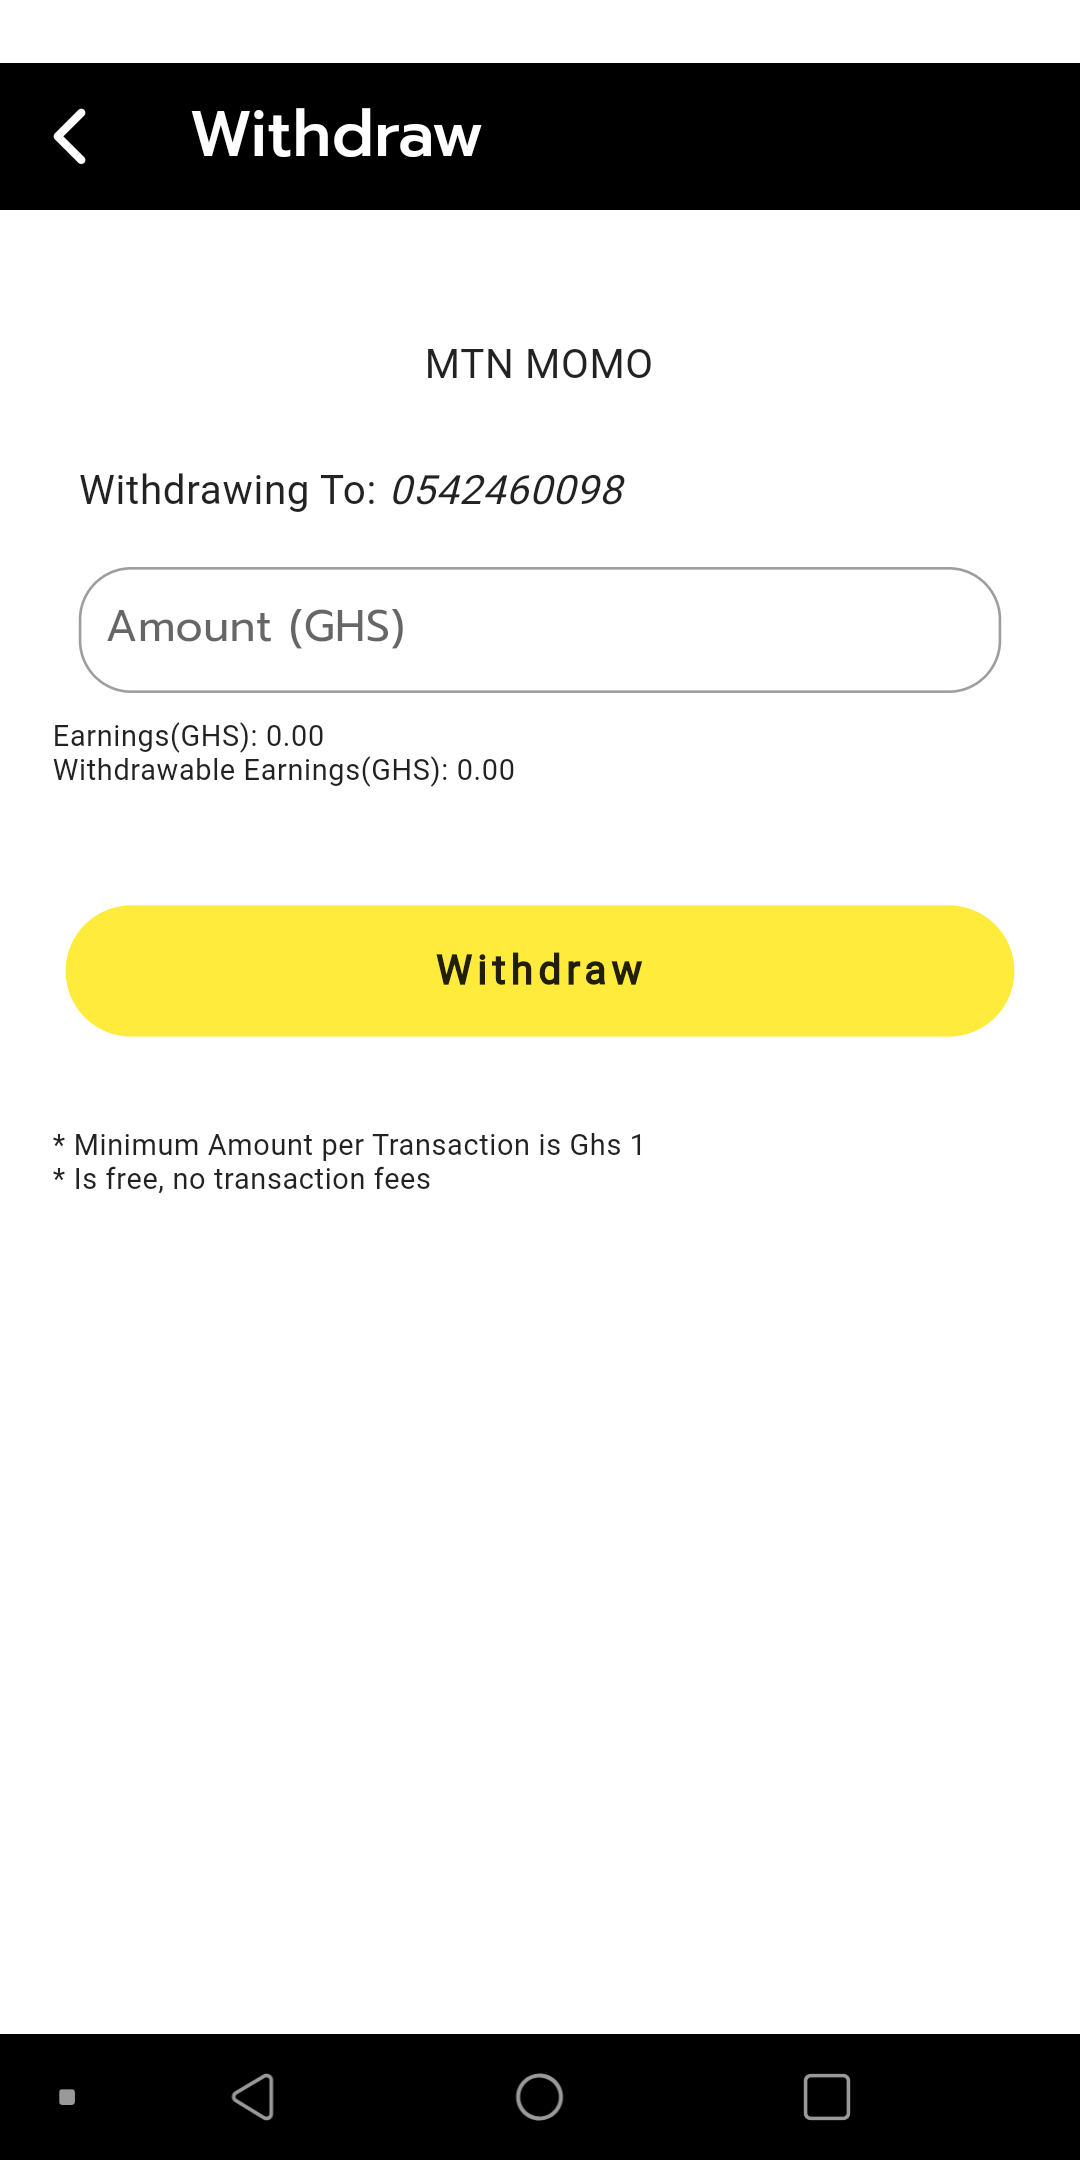 Withdraw
MTN MOMO
Withdrawing To: 0542460098
Amount (GHS)
Earnings(GHS): 0.00
Withdrawable Earnings(GHS): 0.00
Withdraw
* Minimum Amount per Transaction is Ghs 1
* Is free, no transaction fees